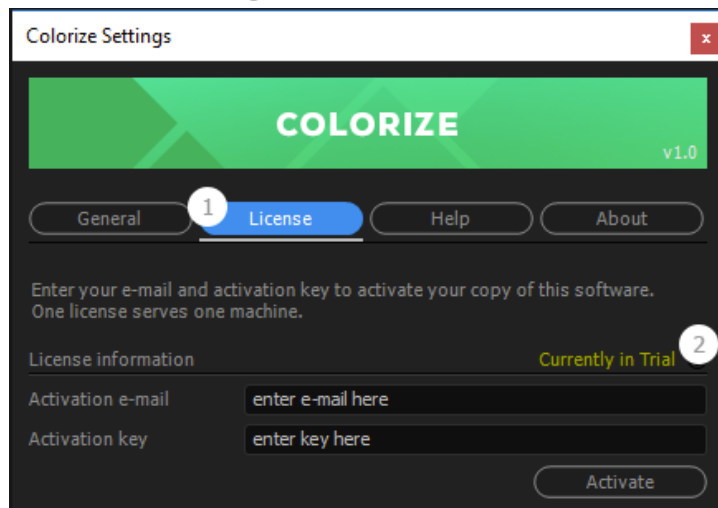 Colorize Settings
x
COLORIZE
v1.0
General 1 License Help About
Enter your e-mail and activation key to activate your copy of this software.
One license serves one machine.
License information Currently in Trial 2
Activation e-mail enter e-mail here
Activation key enter key here
Activate